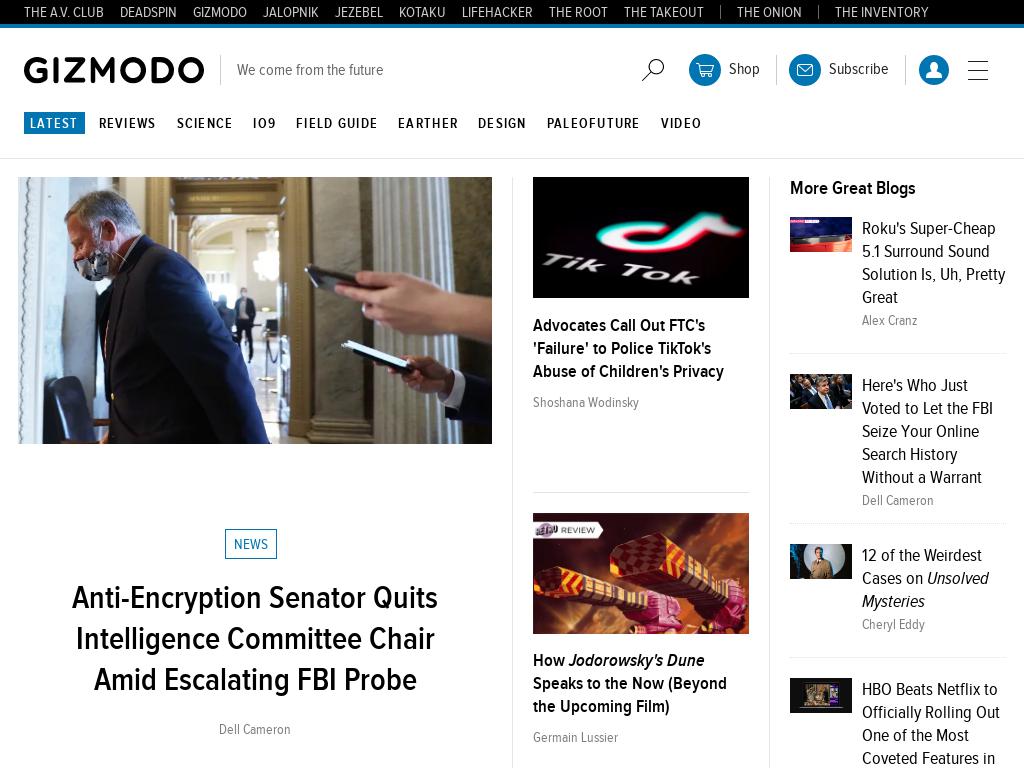 THE A.V. CLUB DEADSPIN GIZMODO JALOPNIK JEZEBEL KOTAKU LIFEHACKER THE ROOT THE TAKEOUT THE ONION THE INVENTORY
GIZMODO We come from the future Shop Subscribe
LATEST REVIEWS SCIENCE IO9 FIELD GUIDE EARTHER DESIGN PALEOFUTURE VIDEO
NEWS
Anti-Encryption Senator Quits
Intelligence Committee Chair
Amid Escalating FBI Probe
Dell Cameron
Tik Tok
Advocates Call Out FTC's
'Failure' to Police TikTok's
Abuse of Children's Privacy
Shoshana Wodinsky
RETRO REVIEW
How Jodorowsky's Dune
Speaks to the Now (Beyond
the Upcoming Film)
Germain Lussier
More Great Blogs
Roku's Super-Cheap
5.1 Surround Sound
Solution Is, Uh, Pretty
Great
Alex Cranz
Here's Who Just
Voted to Let the FBI
Seize Your Online
Search History
Without a Warrant
Dell Cameron
12 of the Weirdest
Cases on Unsolved
Mysteries
Cheryl Eddy
HBO Beats Netflix to
Officially Rolling Out
One of the Most
Coveted Features in